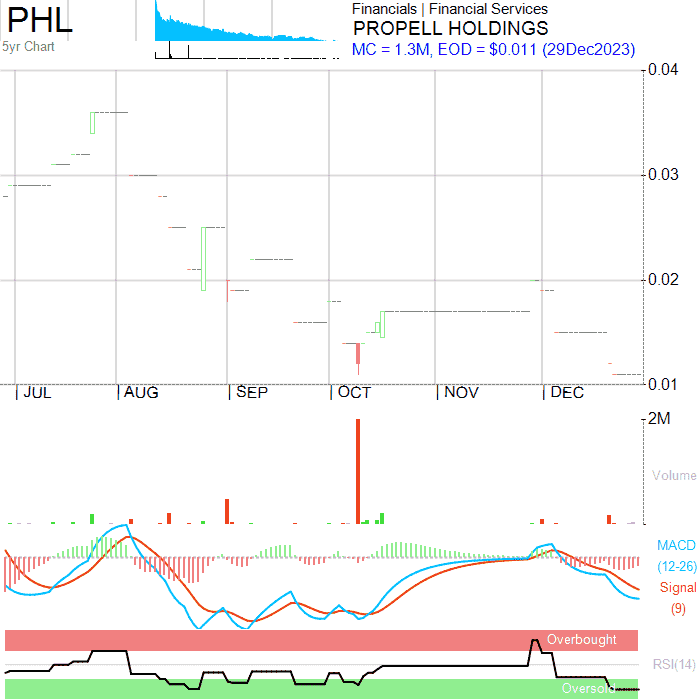 PHL
5yr Chart
Financials | Financial Services
PROPELL HOLDINGS
MC = 1.3M, EOD = $0.011 (29Dec2023)
0.04
0.03
0.02
0.01
JUL AUG SEP OCT NOV DEC
2M
Volume
MACD
(12-26)
Signal
(9)
Overbought
RSI(14)
Oversold